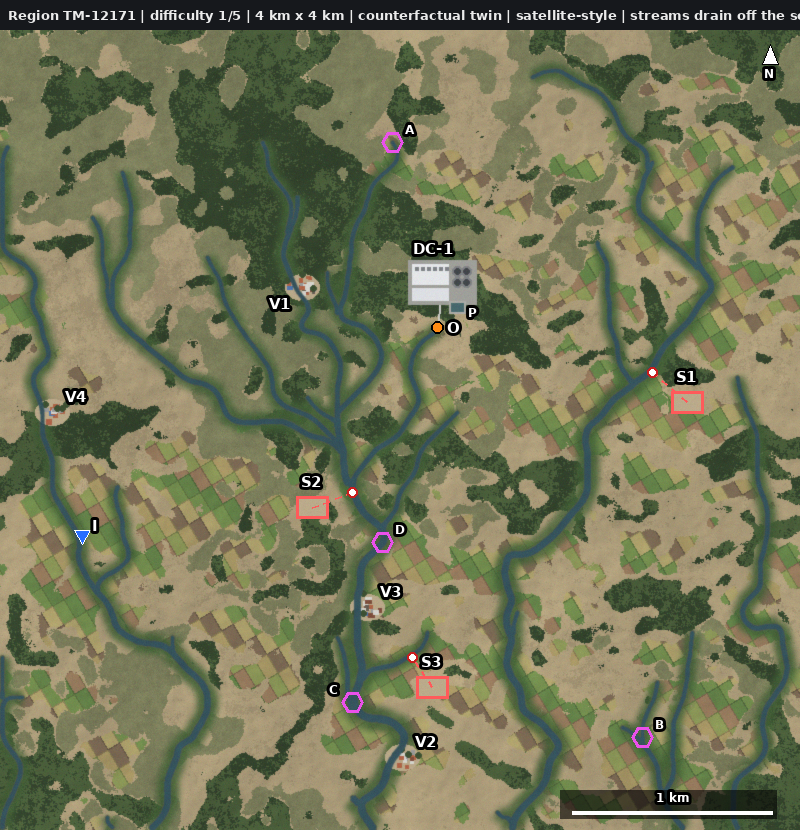 Region TM-12171 | difficulty 1/5 | 4 km x 4 km | counterfactual twin | satellite-style | streams drain off the s
N
A
DC-1
V1
P
O
S1
V4
S2
I
D
V3
S3
C
B
V2
1 km